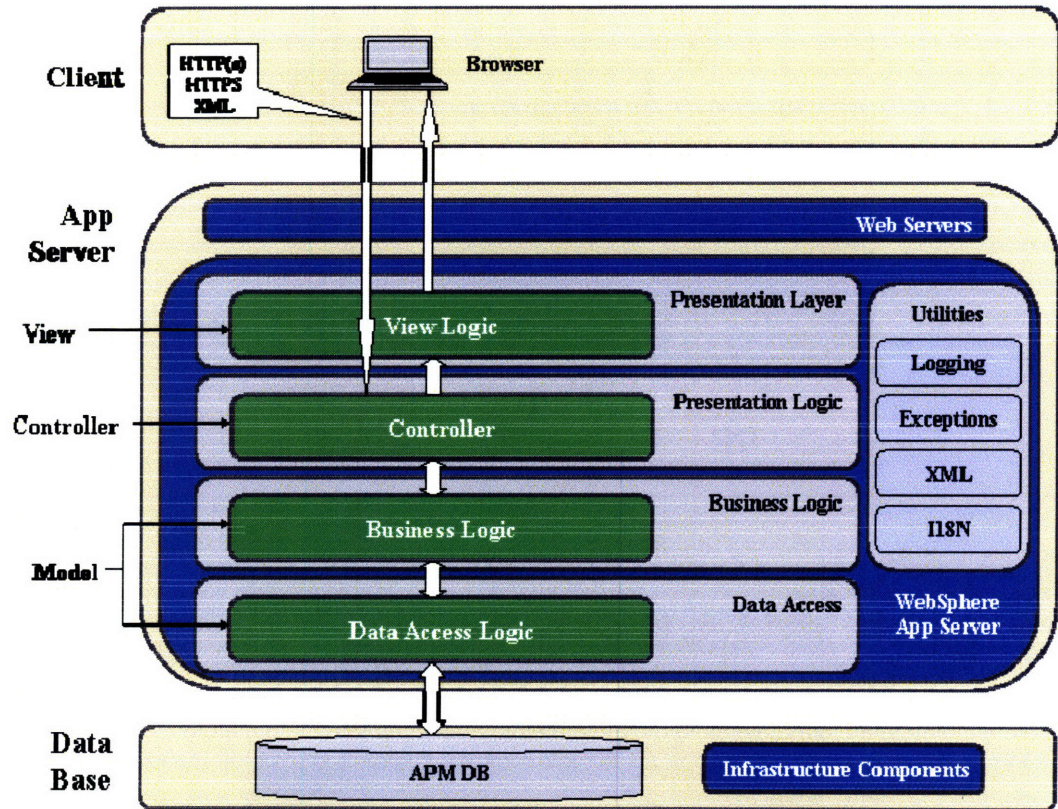 Client
HTTP(s)
HTTPS
XML
Browser
App
Server
Web Servers
View
View Logic
Presentation Layer
Controller
Controller
Presentation Logic
Model
Business Logic
Business Logic
Data Access Logic
Data Access
Utilities
Logging
Exceptions
XML
I18N
WebSphere
App Server
Data
Base
APM DB
Infrastructure Components